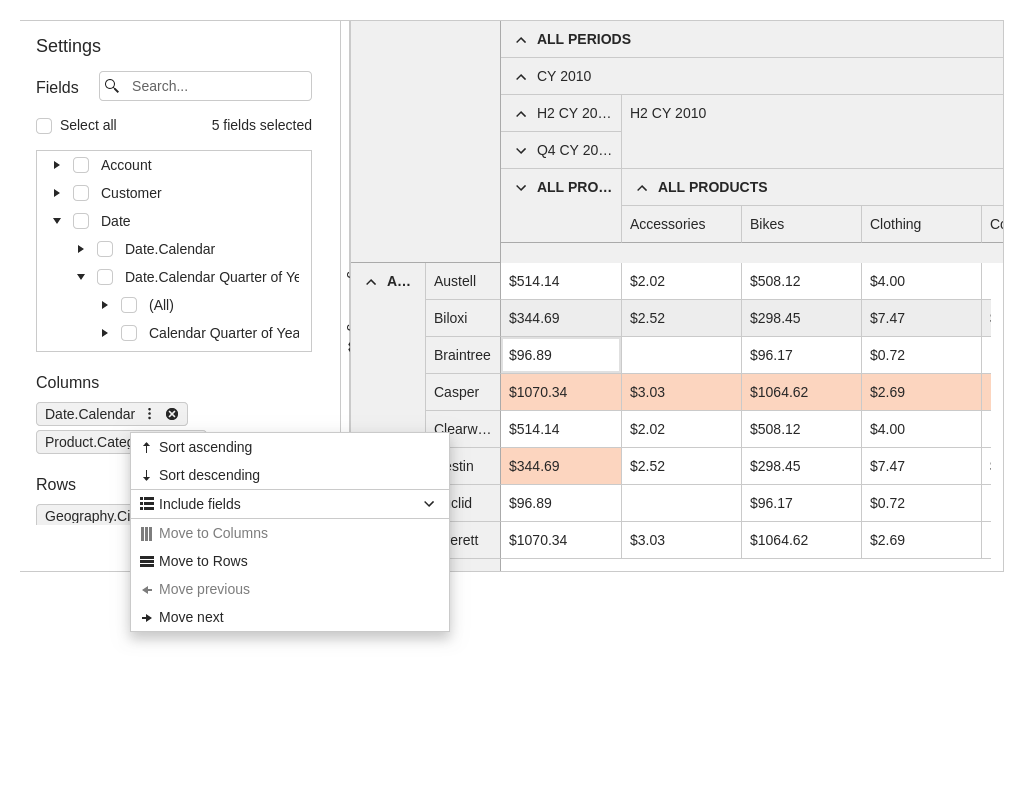 Settings
Fields
Search...
Select all
5 fields selected
Account
Customer
Date
Date.Calendar
Date.Calendar Quarter of Ye
(All)
Calendar Quarter of Yea
Columns
Date.Calendar
Product.Categ
Rows
Geography.Ci
Sort ascending
Sort descending
Include fields
Move to Columns
Move to Rows
Move previous
Move next
ALL PERIODS
CY 2010
H2 CY 20… H2 CY 2010
Q4 CY 20…
ALL PRO… ALL PRODUCTS
Accessories Bikes Clothing Co
A… Austell $514.14 $2.02 $508.12 $4.00
Biloxi $344.69 $2.52 $298.45 $7.47
Braintree $96.89 $96.17 $0.72
Casper $1070.34 $3.03 $1064.62 $2.69
Clearw… $514.14 $2.02 $508.12 $4.00
estin $344.69 $2.52 $298.45 $7.47
clid $96.89 $96.17 $0.72
erett $1070.34 $3.03 $1064.62 $2.69